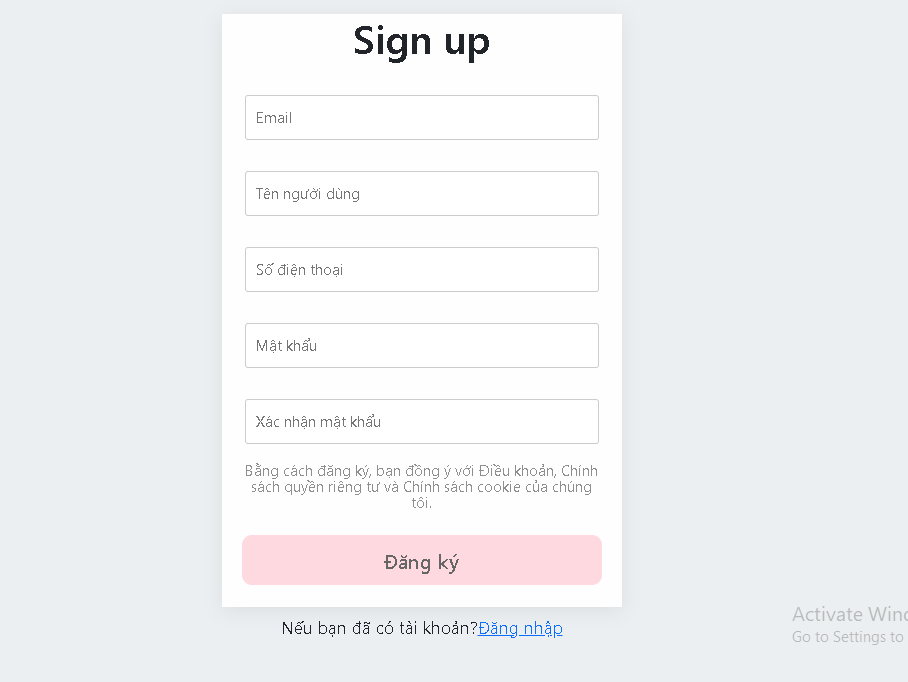 Sign up
Email
Tên người dùng
Số điện thoại
Mật khẩu
Xác nhận mật khẩu
Bằng cách đăng ký, bạn đồng ý với Điều khoản, Chính
sách quyền riêng tư và Chính sách cookie của chúng
tôi.
Đăng ký
Nếu bạn đã có tài khoản?Đăng nhập
Activate
Go to Settings to